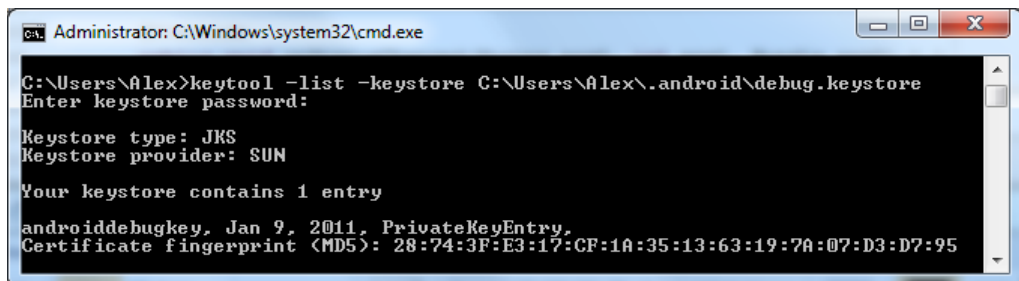 Administrator: C:\Windows\system32\cmd.exe
C:\Users\Alex>keytool -list -keystore C:\Users\Alex\.android\debug.keystore
Enter keystore password:
Keystore type: JKS
Keystore provider: SUN
Your keystore contains 1 entry
androiddebugkey, Jan 9, 2011, PrivateKeyEntry,
Certificate fingerprint (MD5): 28:74:3F:E3:17:CF:1A:35:13:63:19:7A:07:D3:D7:95